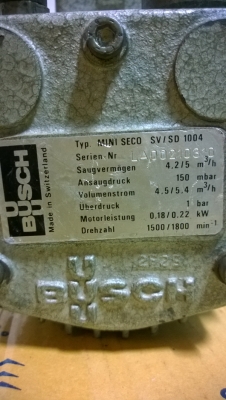 BUSCH
Made in Switzerland
Typ MINI SECO SV/SD 1004
Serien-Nr.
Saugvermögen 4.2/5 m³/h
Ansaugdruck 150 mbar
Volumenstrom 4.5/5.4 m³/h
Überdruck 1 bar
Motorleistung 0.18/0.22 kW
Drehzahl 1500/1800 min⁻¹
BUSCH